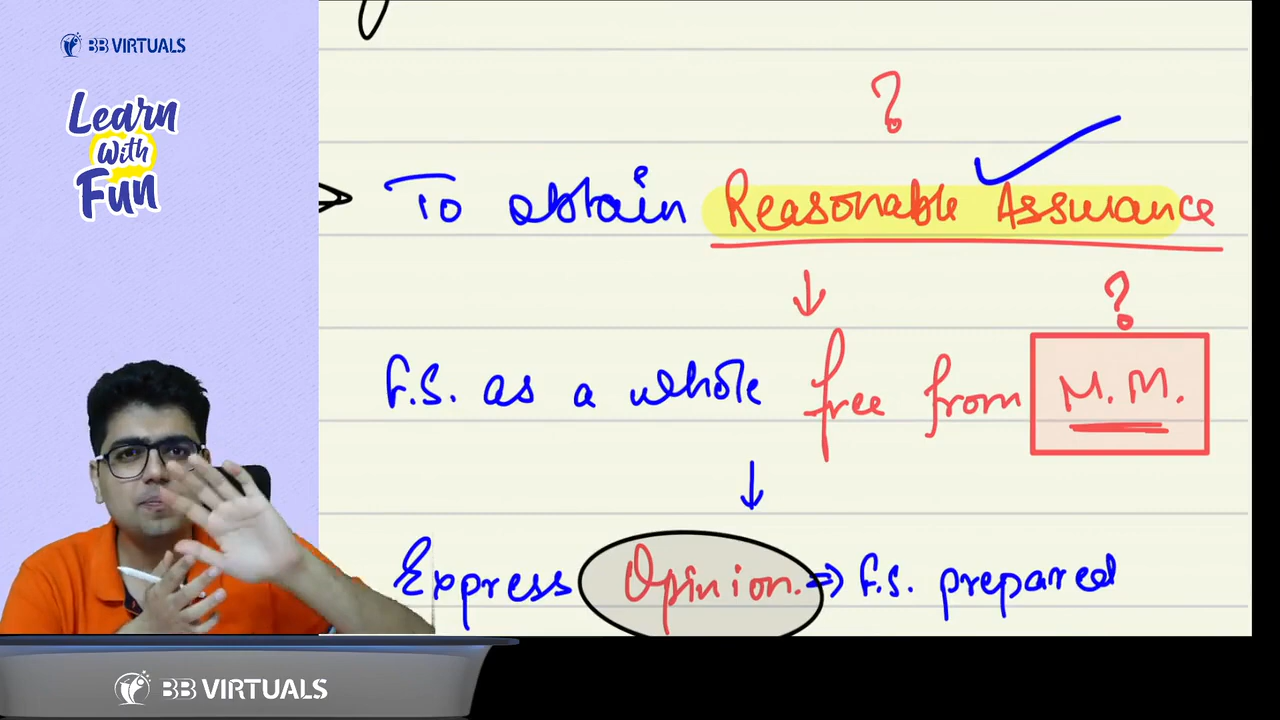 BB VIRTUALS
Learn
With
Fun
?
To obtain Reasonable Assurance
?
F.S. as a whole free from M.M.
Express Opinion. => F.S. prepared
BB VIRTUALS